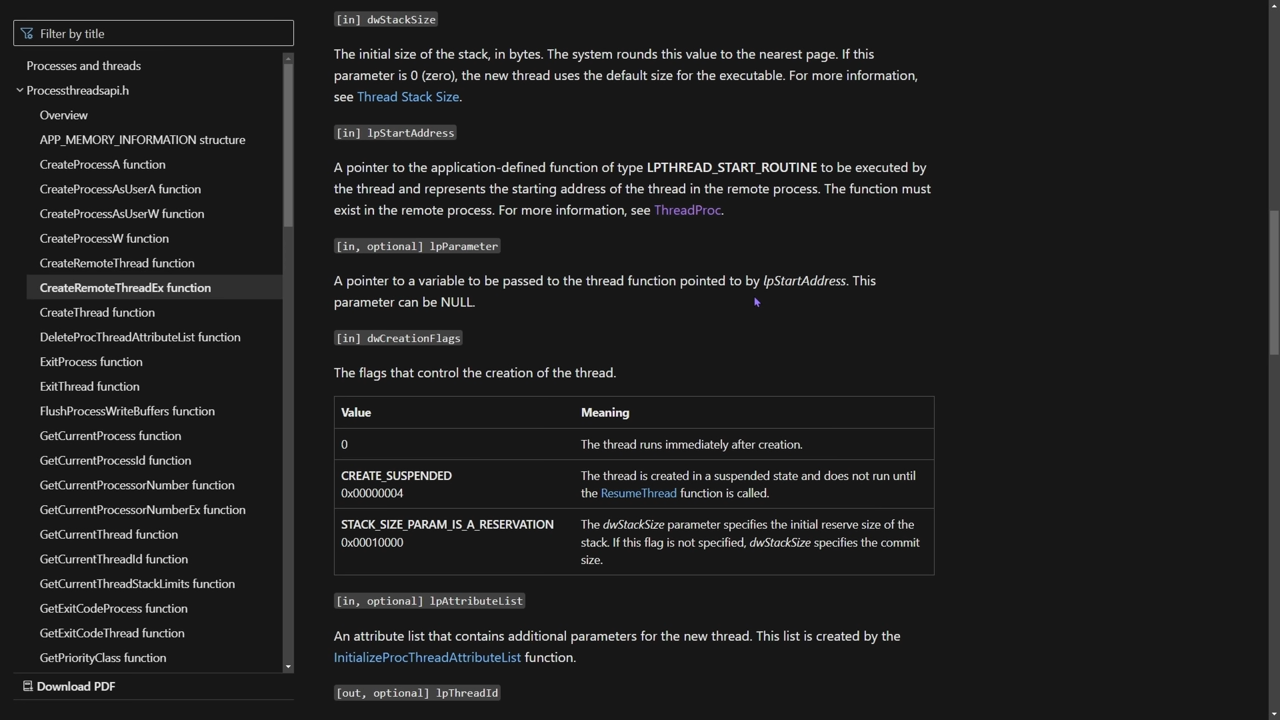 Filter by title
Processes and threads
Processthreadsapi.h
Overview
APP_MEMORY_INFORMATION structure
CreateProcessA function
CreateProcessAsUserA function
CreateProcessAsUserW function
CreateProcessW function
CreateRemoteThread function
CreateRemoteThreadEx function
CreateThread function
DeleteProcThreadAttributeList function
ExitProcess function
ExitThread function
FlushProcessWriteBuffers function
GetCurrentProcess function
GetCurrentProcessId function
GetCurrentProcessorNumber function
GetCurrentProcessorNumberEx function
GetCurrentThread function
GetCurrentThreadId function
GetCurrentThreadStackLimits function
GetExitCodeProcess function
GetExitCodeThread function
GetPriorityClass function
Download PDF
[in] dwStackSize
The initial size of the stack, in bytes. The system rounds this value to the nearest page. If this
parameter is 0 (zero), the new thread uses the default size for the executable. For more information,
see Thread Stack Size.
[in] lpStartAddress
A pointer to the application-defined function of type LPTHREAD_START_ROUTINE to be executed by
the thread and represents the starting address of the thread in the remote process. The function must
exist in the remote process. For more information, see ThreadProc.
[in, optional] lpParameter
A pointer to a variable to be passed to the thread function pointed to by lpStartAddress. This
parameter can be NULL.
[in] dwCreationFlags
The flags that control the creation of the thread.
Value Meaning
0 The thread runs immediately after creation.
CREATE_SUSPENDED The thread is created in a suspended state and does not run until
0x00000004 the ResumeThread function is called.
STACK_SIZE_PARAM_IS_A_RESERVATION The dwStackSize parameter specifies the initial reserve size of the
0x00010000 stack. If this flag is not specified, dwStackSize specifies the commit
size.
[in, optional] lpAttributeList
An attribute list that contains additional parameters for the new thread. This list is created by the
InitializeProcThreadAttributeList function.
[out, optional] lpThreadId